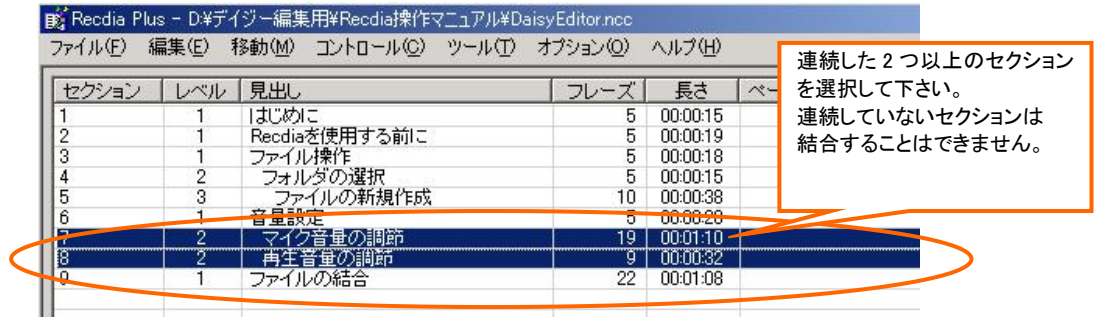 Recdia Plus - D:¥デイジー編集用¥Recdia操作マニュアル¥DaisyEditor.ncc
ファイル(F) 編集(E) 移動(M) コントロール(C) ツール(T) オプション(O) ヘルプ(H)
連続した２つ以上のセクション
を選択して下さい。
連続していないセクションは
結合することはできません。
セクション レベル 見出し フレーズ 長さ ペー
1 1 はじめに 5 00:00:15
2 1 Recdiaを使用する前に 5 00:00:19
3 1 ファイル操作 5 00:00:18
4 2 フォルダの選択 5 00:00:15
5 3 ファイルの新規作成 10 00:00:38
6 1 音量設定 5 00:00:28
7 2 マイク音量の調節 19 00:01:10
8 2 再生音量の調節 9 00:00:32
9 1 ファイルの結合 22 00:01:08